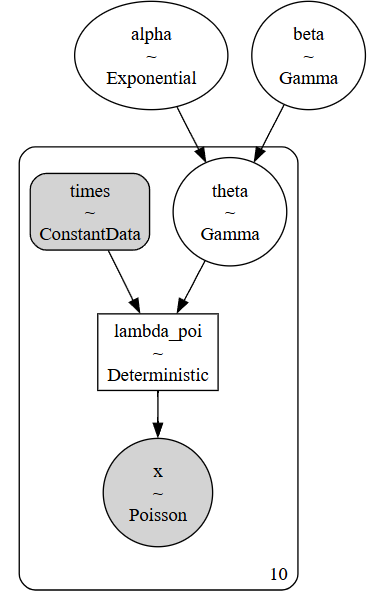 alpha
~
Exponential
beta
~
Gamma
times
~
ConstantData
theta
~
Gamma
lambda_poi
~
Deterministic
x
~
Poisson
10